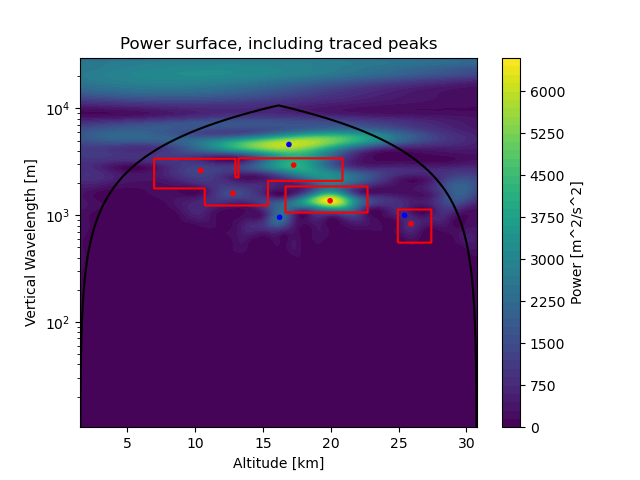 Power surface, including traced peaks
Vertical Wavelength [m]
10^4
10^3
10^2
5 10 15 20 25 30
Altitude [km]
6000
5250
4500
3750
3000
2250
1500
750
0
Power [m^2/s^2]